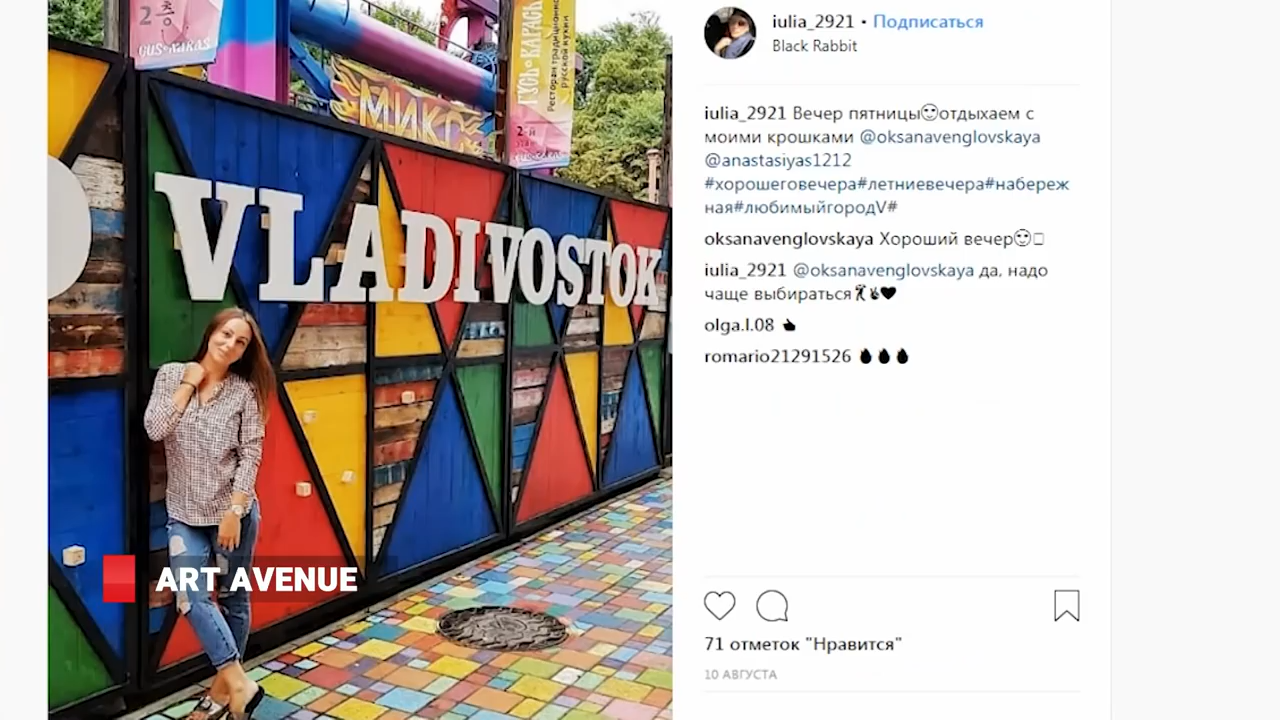 2층
GUS•KARAS
МИКС
ГУСЬ•КАРАСЬ
Ресторан традиционной
русской кухни
2-й
VLADIVOSTOK
ART AVENUE
iulia_2921 • Подписаться
Black Rabbit
iulia_2921 Вечер пятницы🙂отдыхаем с
моими крошками @oksanavenglovskaya
@anastasiyas1212
#хорошеговечера#летниевечера#набереж
ная#любимыйгородV#
oksanavenglovskaya Хороший вечер🙂
iulia_2921 @oksanavenglovskaya да, надо
чаще выбираться💃✌🖤
olga.l.08 👍
romario21291526 🔥🔥🔥
71 отметок "Нравится"
10 АВГУСТА